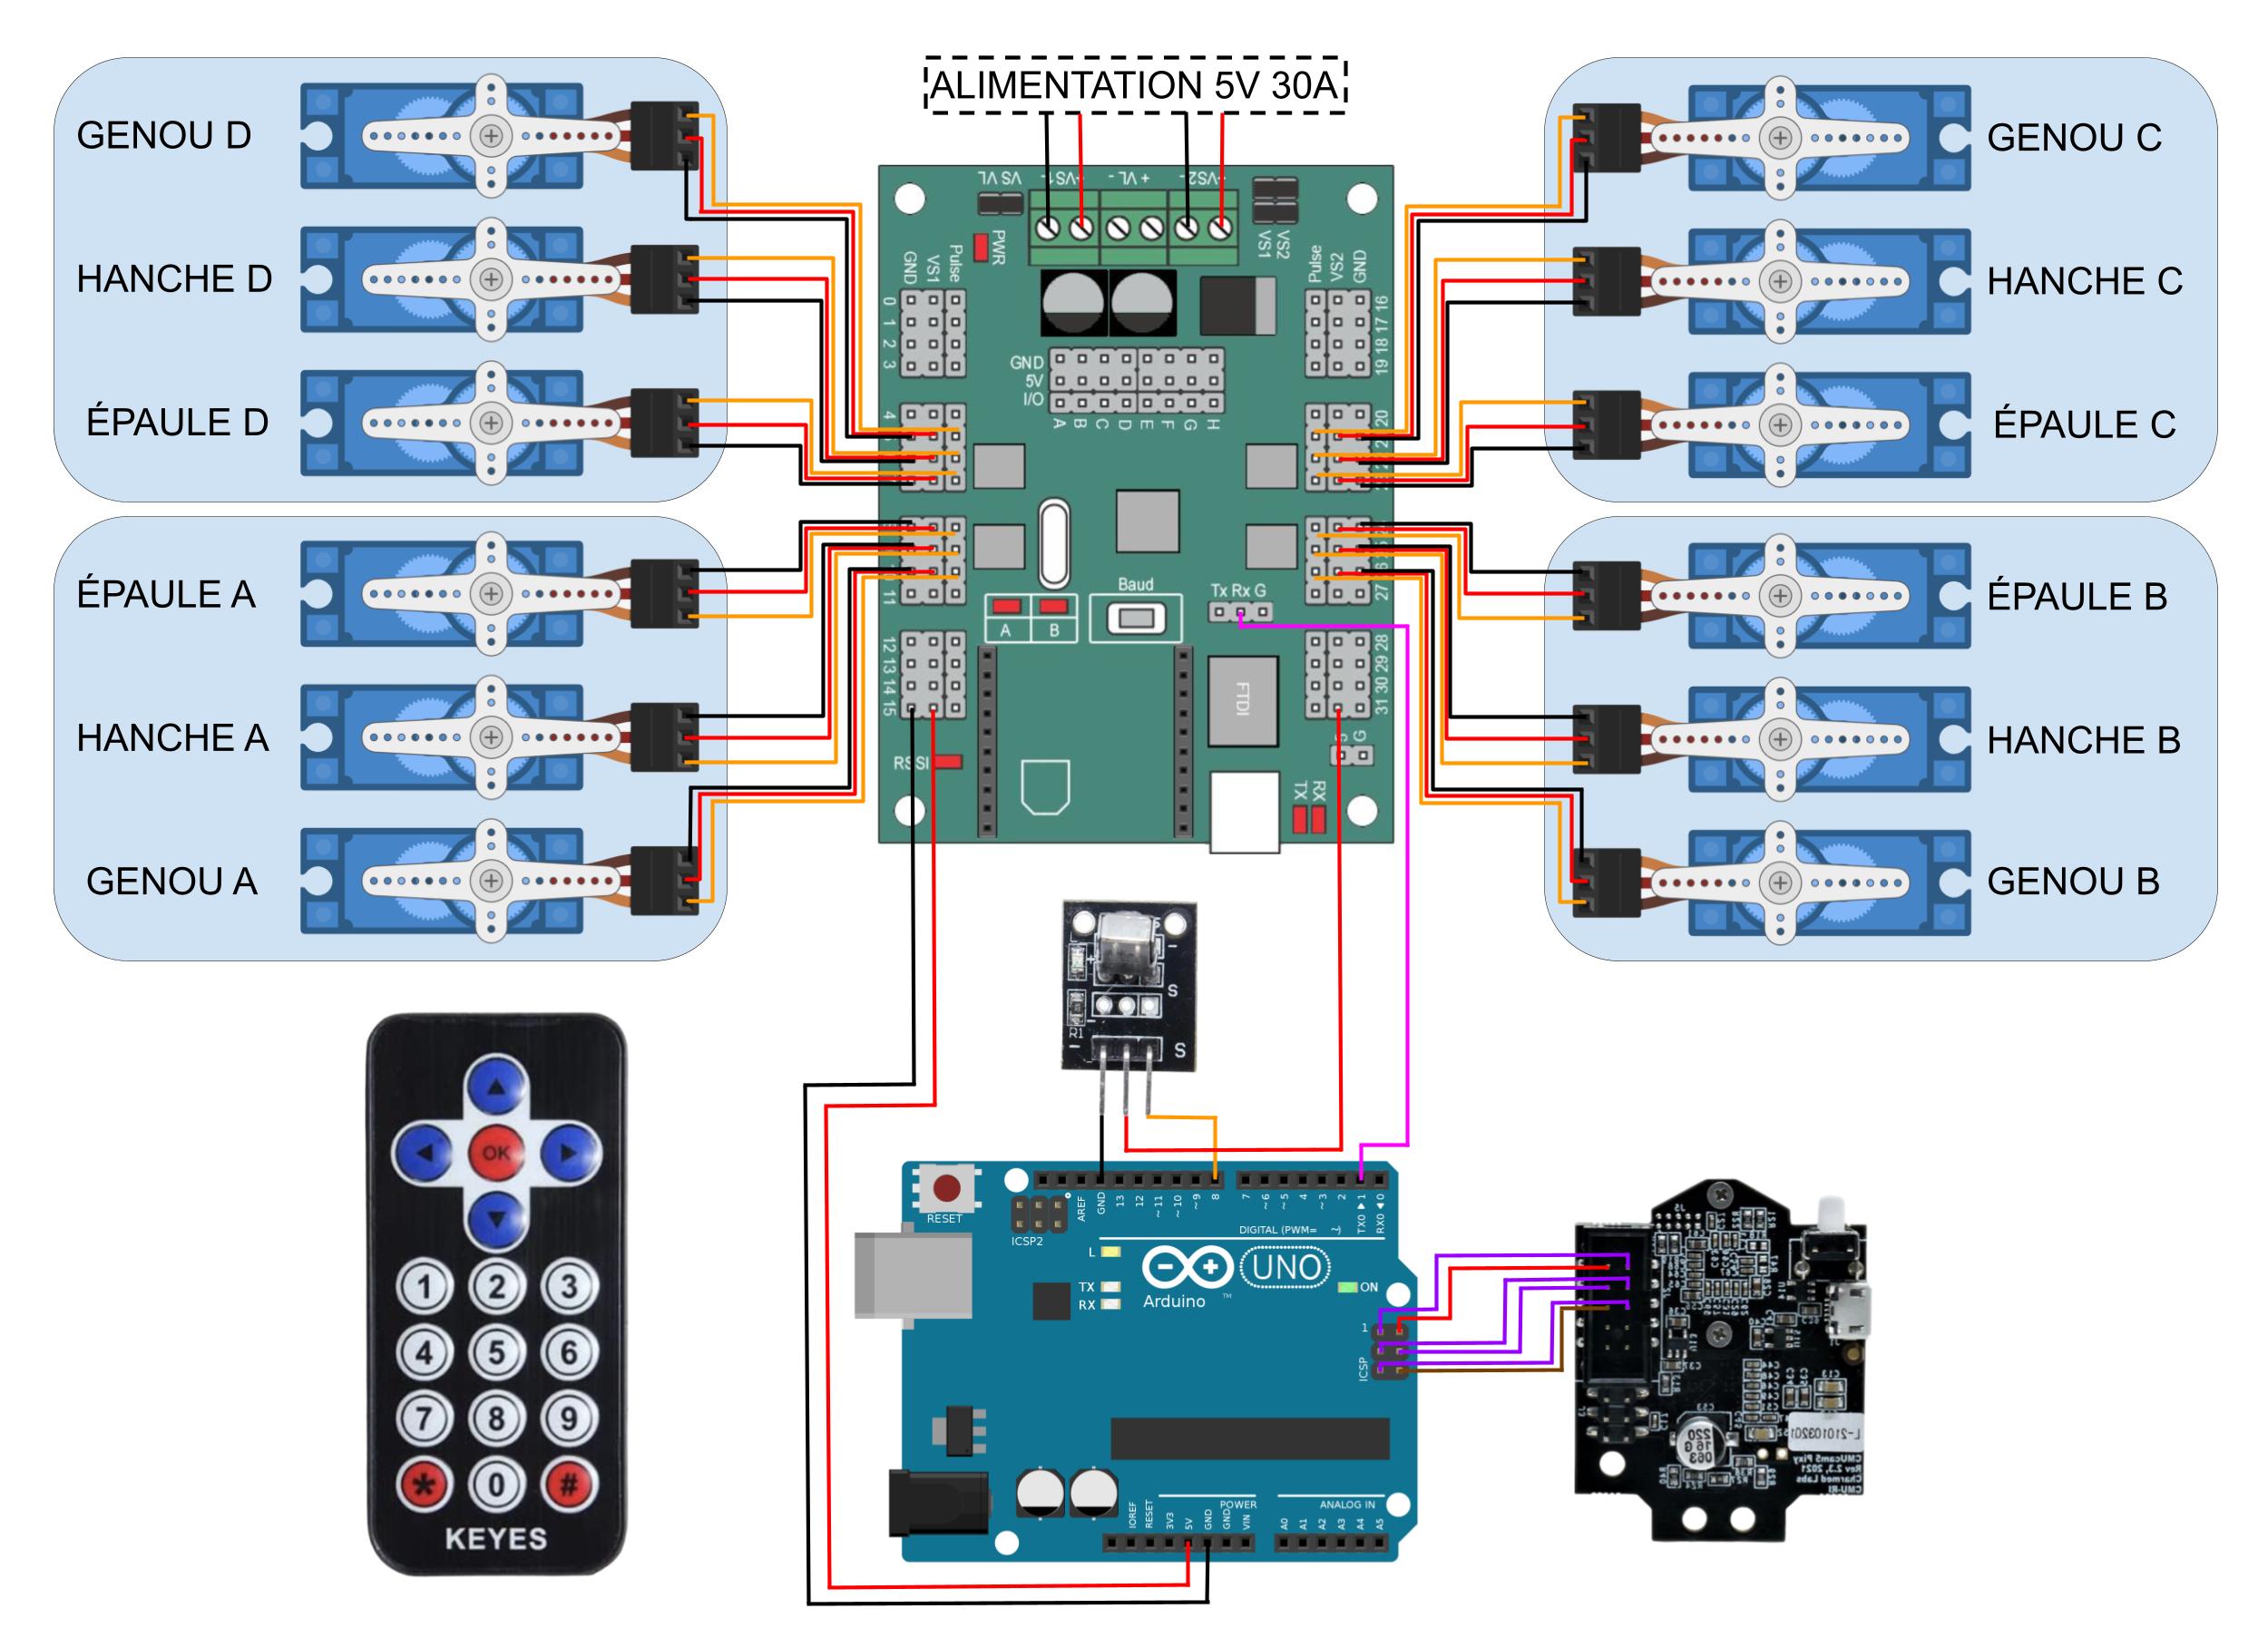 ALIMENTATION 5V 30A
GENOU D
HANCHE D
ÉPAULE D
ÉPAULE A
HANCHE A
GENOU A
GENOU C
HANCHE C
ÉPAULE C
ÉPAULE B
HANCHE B
GENOU B
VS VL
-VS1+
- VL +
-VS2+
PWR
VS1
VS2
GND
VS1
Pulse
Pulse
VS2
GND
0
1
2
3
4
11
12
13
14
15
16
17
18
19
20
27
28
29
30
31
GND
5V
I/O
A B C D E F G H
Baud
A
B
Tx Rx G
FTDI
RSSI
G
TX
RX
+
-
S
R1
-
-
S
OK
1
2
3
4
5
6
7
8
9
*
0
#
KEYES
RESET
ICSP2
AREF
GND
13
12
~11
~10
~9
8
7
~6
~5
4
~3
2
TX0 1
RX0 0
DIGITAL (PWM= ~)
L
TX
RX
UNO
Arduino
TM
ON
1
ICSP
IOREF
RESET
3V3
5V
GND
GND
VIN
POWER
ANALOG IN
A0
A1
A2
A3
A4
A5
220
16 G
063
L-210103201
CMUcam5 Pixy
Rev 2.3, 2021
Charmed Labs